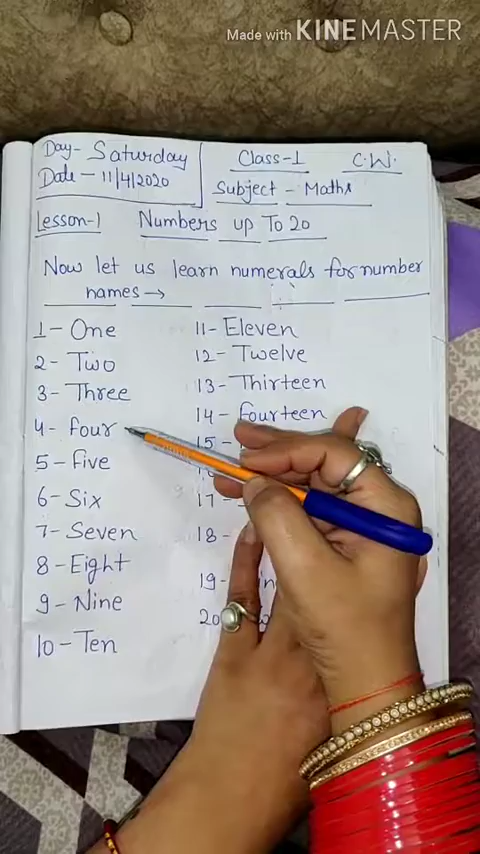 Made with KINEMASTER
Day- Saturday
Date - 11/4/2020
Class-1 C.W.
Subject - Maths
Lesson-1 Numbers up To 20
Now let us learn numerals for number
names →
1- One
2- Two
3- Three
4- four
5- five
6- Six
7- Seven
8- Eight
9- Nine
10- Ten
11- Eleven
12- Twelve
13- Thirteen
14- fourteen
15-
17-
18-
19-
20